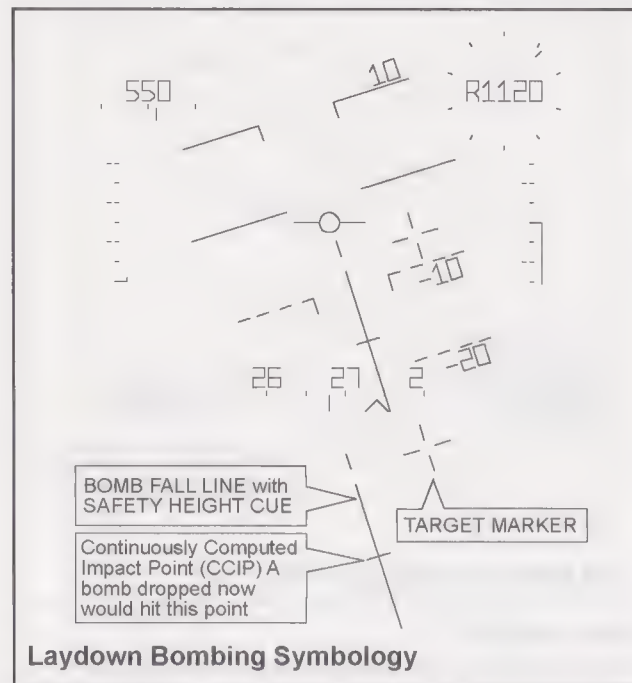 550
10
R1120
-10
-20
26 27 2
BOMB FALL LINE with
SAFETY HEIGHT CUE
Continuously Computed
Impact Point (CCIP) A
bomb dropped now
would hit this point
TARGET MARKER
Laydown Bombing Symbology